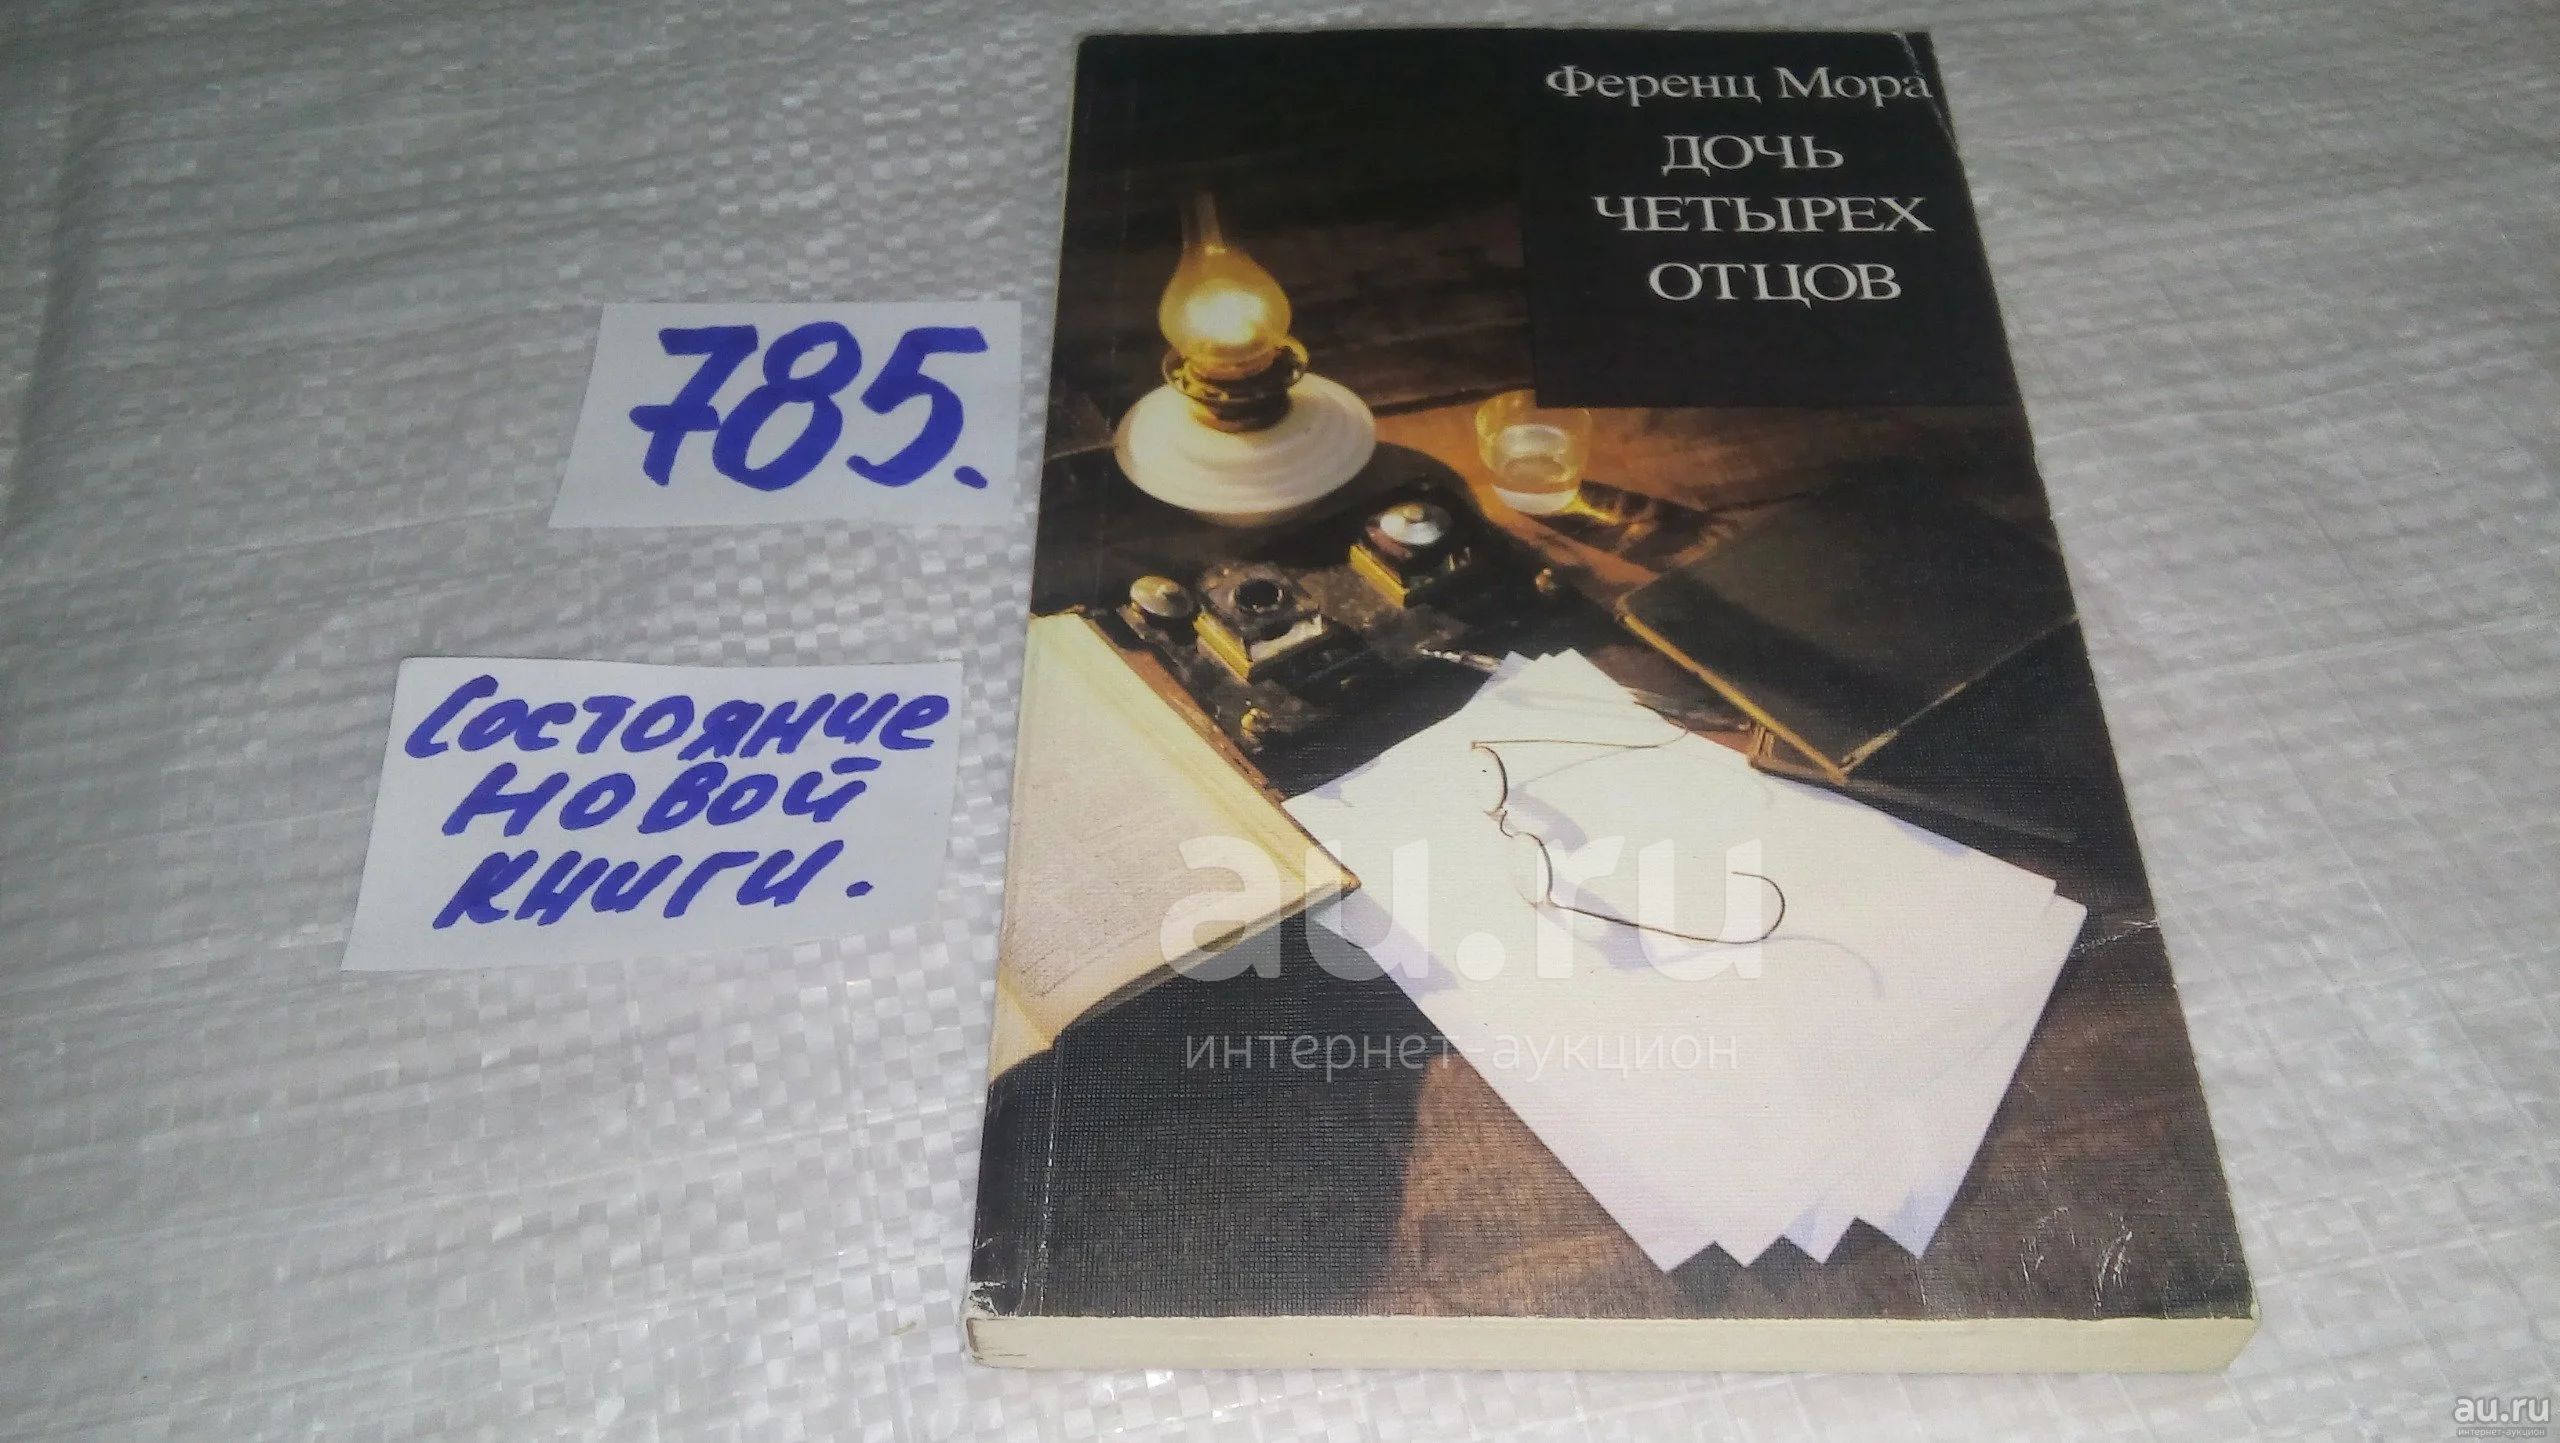 785.
Состояние
новой
книги.
Ференц Мора
ДОЧЬ
ЧЕТЫРЕХ
ОТЦОВ
au.ru
интернет-аукцион
au.ru
интернет-аукцион